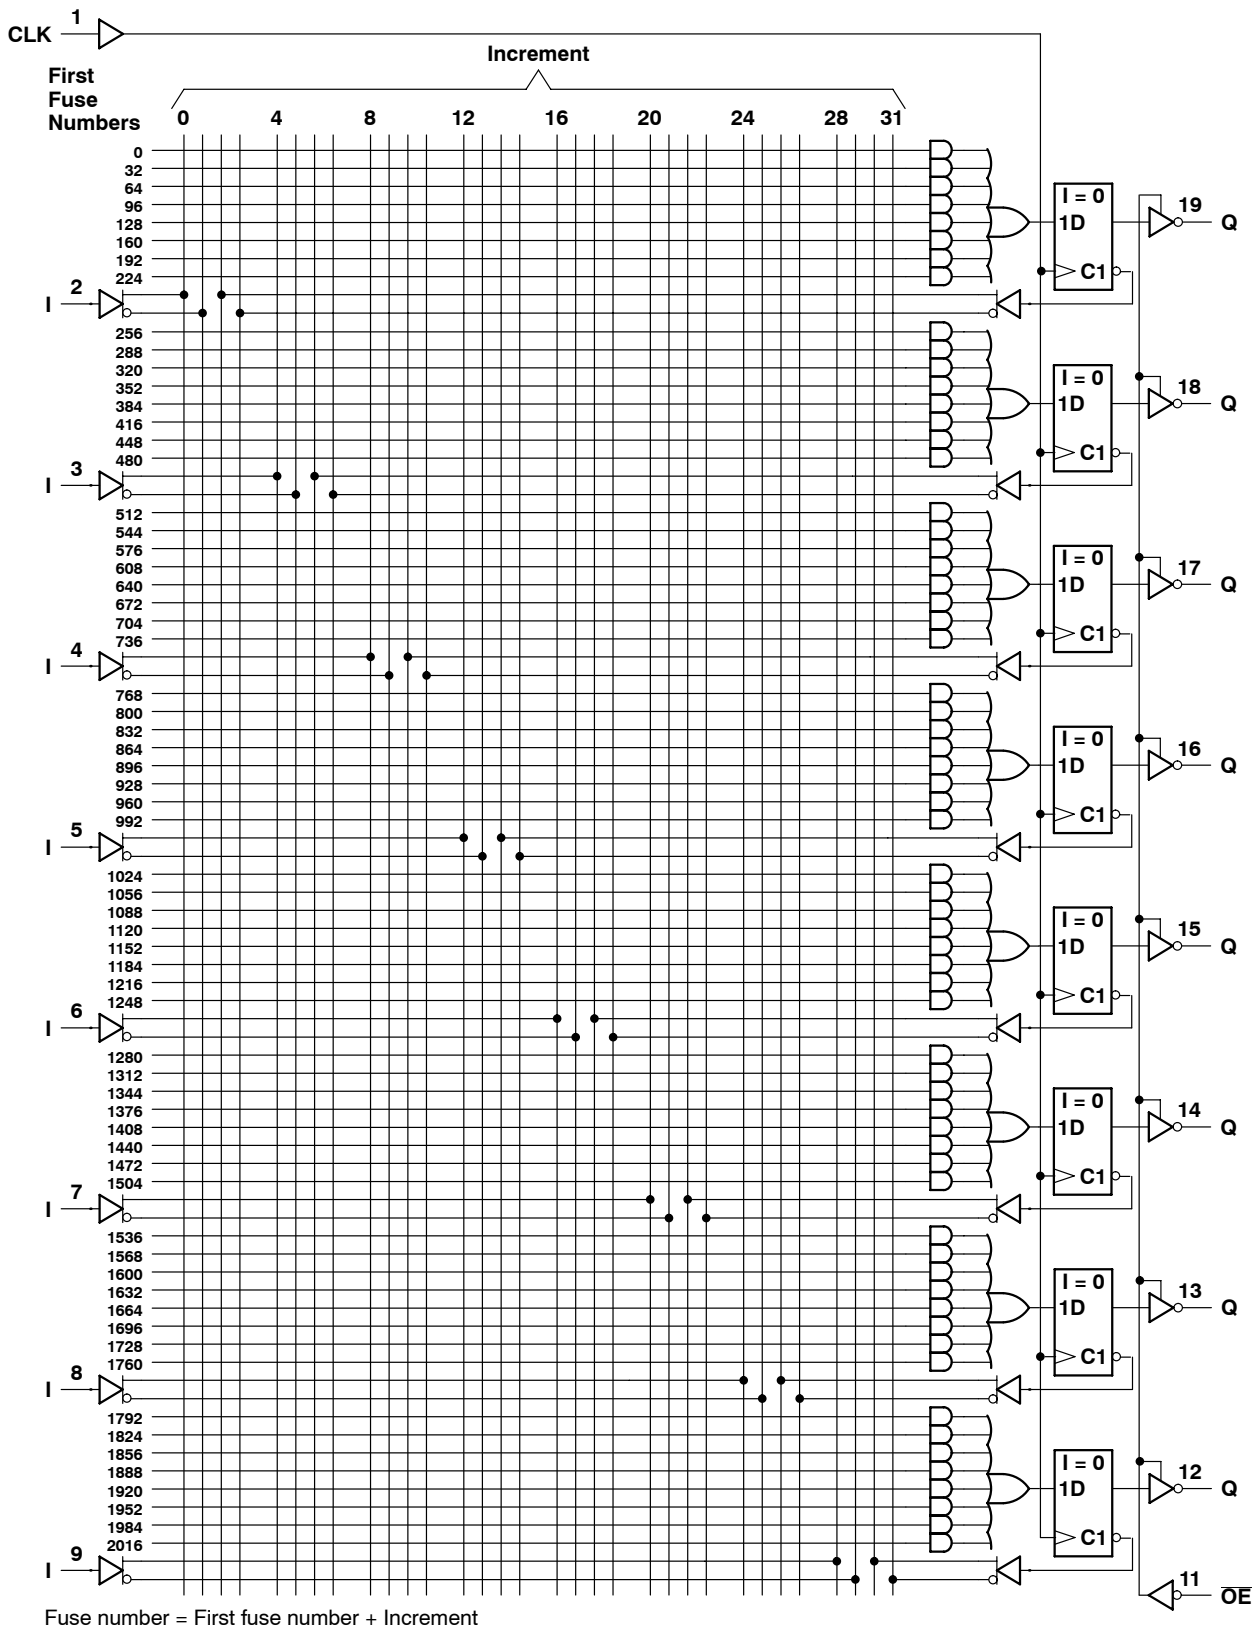 CLK 1
Increment
First
Fuse
Numbers
0 4 8 12 16 20 24 28 31
0
32
64
96
128
160
192
224
I = 0
1D
C1
19 Q
I 2
256
288
320
352
384
416
448
480
I = 0
1D
C1
18 Q
I 3
512
544
576
608
640
672
704
736
I = 0
1D
C1
17 Q
I 4
768
800
832
864
896
928
960
992
I = 0
1D
C1
16 Q
I 5
1024
1056
1088
1120
1152
1184
1216
1248
I = 0
1D
C1
15 Q
I 6
1280
1312
1344
1376
1408
1440
1472
1504
I = 0
1D
C1
14 Q
I 7
1536
1568
1600
1632
1664
1696
1728
1760
I = 0
1D
C1
13 Q
I 8
1792
1824
1856
1888
1920
1952
1984
2016
I = 0
1D
C1
12 Q
I 9
11 O̅E̅
Fuse number = First fuse number + Increment